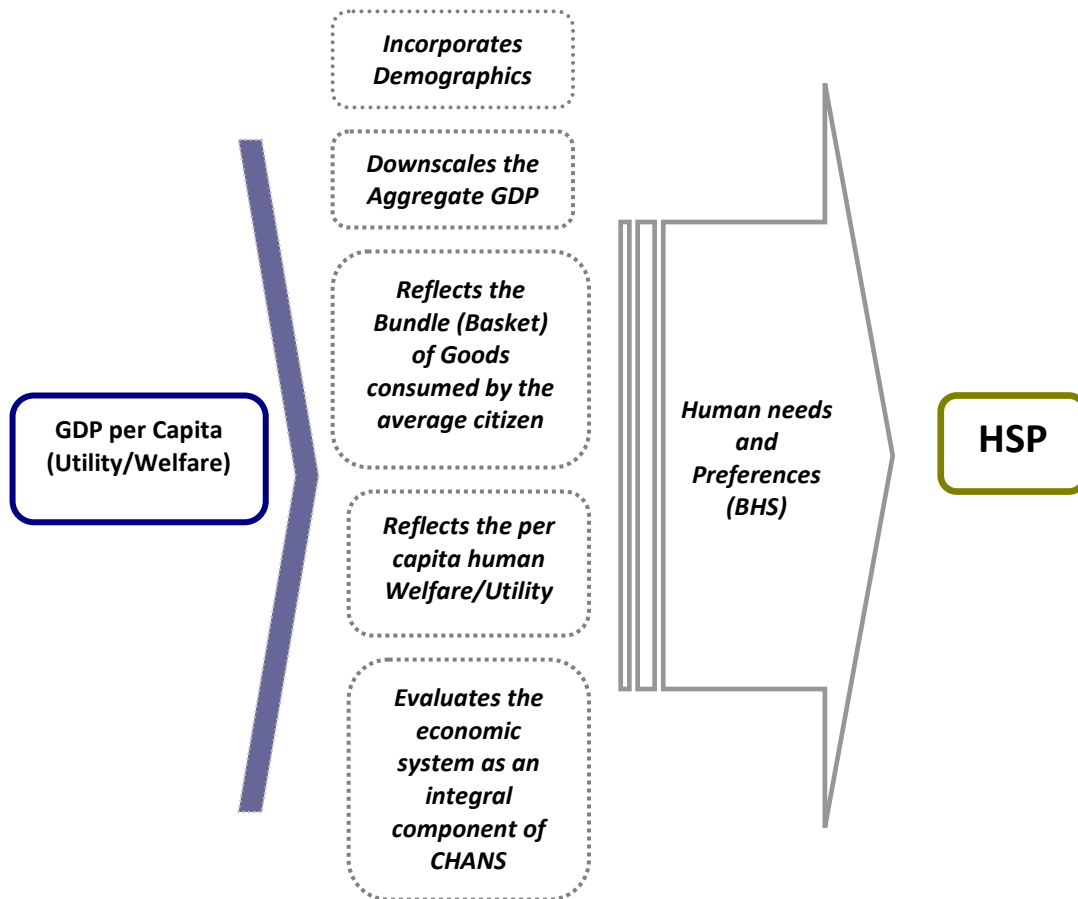 Incorporates
Demographics
Downscales the
Aggregate GDP
Reflects the
Bundle (Basket)
of Goods
consumed by the
average citizen
GDP per Capita
(Utility/Welfare)
Reflects the per
capita human
Welfare/Utility
Evaluates the
economic
system as an
integral
component of
CHANS
Human needs
and
Preferences
(BHS)
HSP